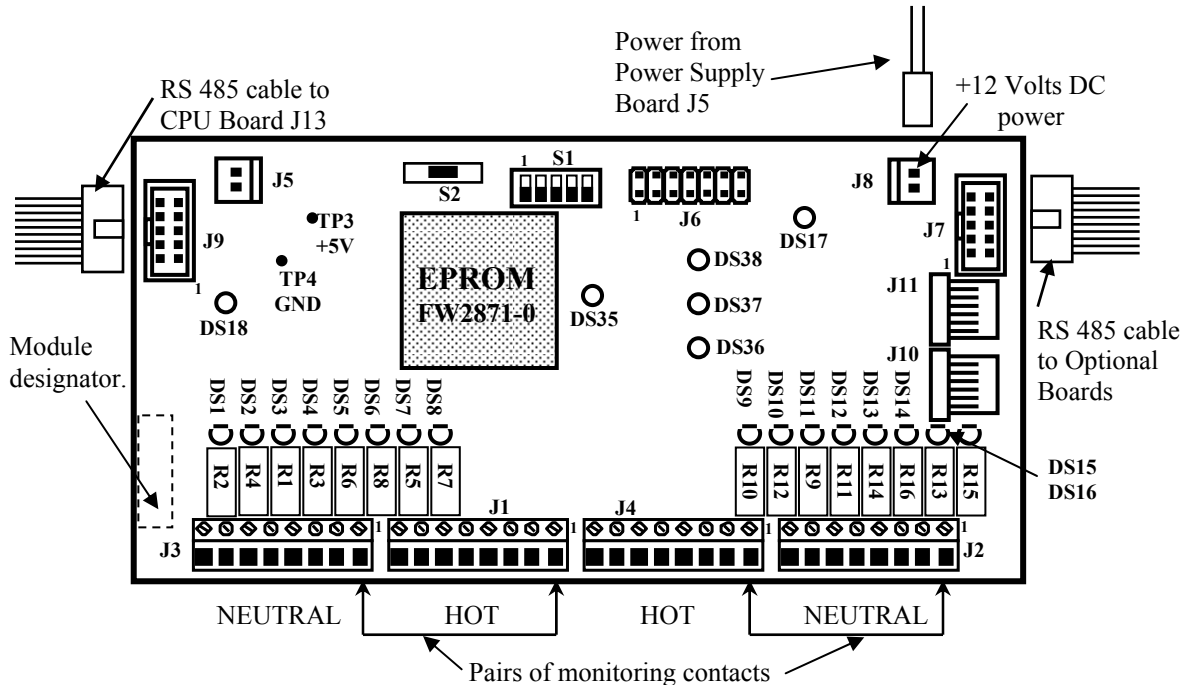 Power from
Power Supply
Board J5
RS 485 cable to
CPU Board J13
+12 Volts DC
power
J5
S2
1
S1
1
J6
J8
J7
1
J9
1
TP3
+5V
TP4
GND
DS18
EPROM
FW2871-0
DS35
DS17
DS38
DS37
DS36
J11
J10
RS 485 cable
to Optional
Boards
Module
designator.
DS1
DS2
DS3
DS4
DS5
DS6
DS7
DS8
DS9
DS10
DS11
DS12
DS13
DS14
DS15
DS16
R2
R4
R1
R3
R6
R8
R5
R7
R10
R12
R9
R11
R14
R16
R13
R15
J3
1
J1
1
J4
1
J2
1
NEUTRAL
HOT
HOT
NEUTRAL
Pairs of monitoring contacts